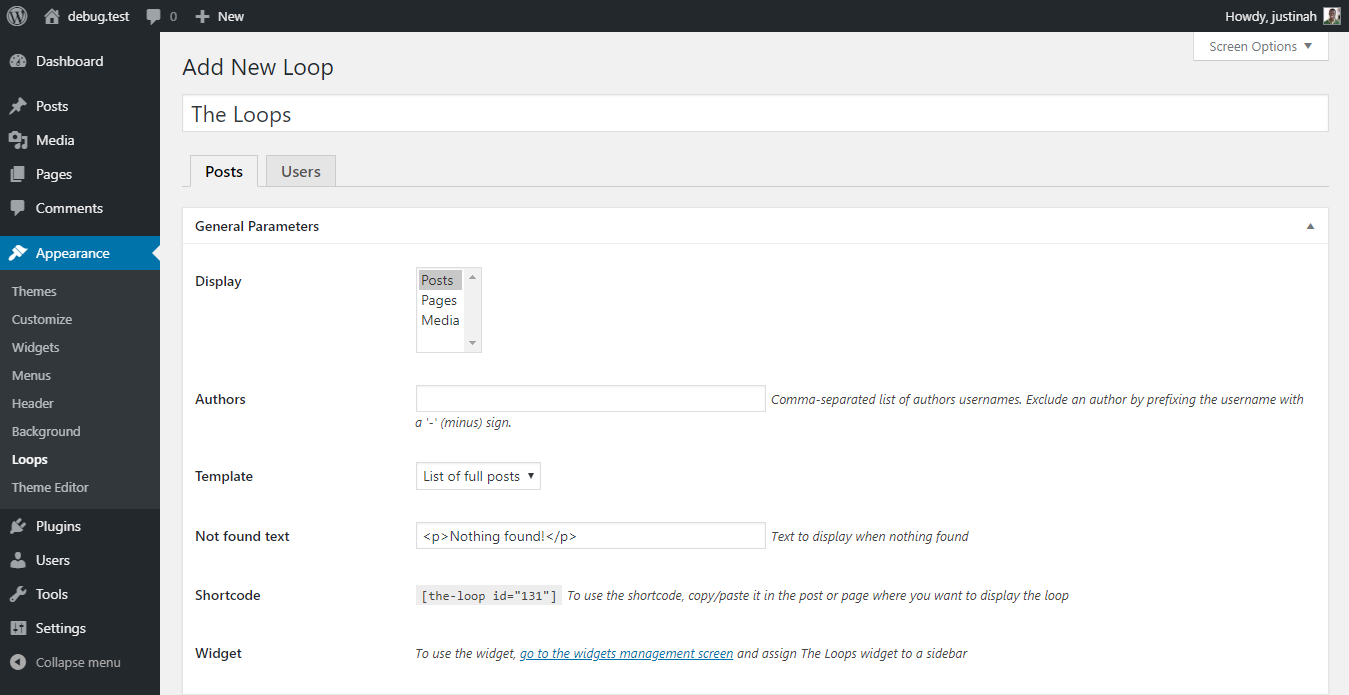 debug.test 0 New Howdy, justinah
Screen Options
Dashboard
Posts
Media
Pages
Comments
Appearance
Themes
Customize
Widgets
Menus
Header
Background
Loops
Theme Editor
Plugins
Users
Tools
Settings
Collapse menu
Add New Loop
The Loops
Posts Users
General Parameters
Display
Posts
Pages
Media
Authors
Comma-separated list of authors usernames. Exclude an author by prefixing the username with
a '-' (minus) sign.
Template List of full posts
Not found text <p>Nothing found!</p> Text to display when nothing found
Shortcode [the-loop id="131"] To use the shortcode, copy/paste it in the post or page where you want to display the loop
Widget To use the widget, go to the widgets management screen and assign The Loops widget to a sidebar